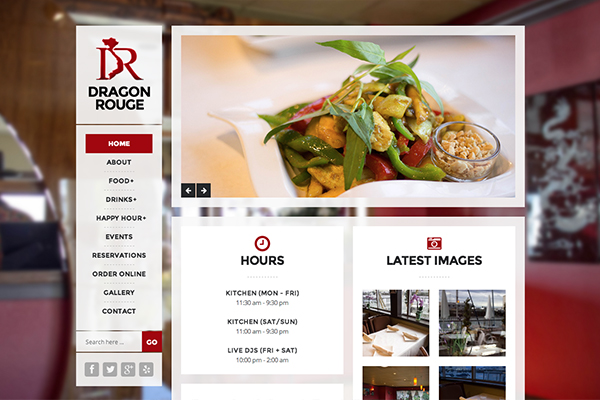 DR
DRAGON
ROUGE
HOME
ABOUT
FOOD+
DRINKS+
HAPPY HOUR+
EVENTS
RESERVATIONS
ORDER ONLINE
GALLERY
CONTACT
Search here ...
GO
HOURS
KITCHEN (MON - FRI)
11:30 am - 9:30 pm
KITCHEN (SAT/SUN)
11:00 am - 9:30 pm
LIVE DJS (FRI + SAT)
10:00 pm - 2:00 am
LATEST IMAGES